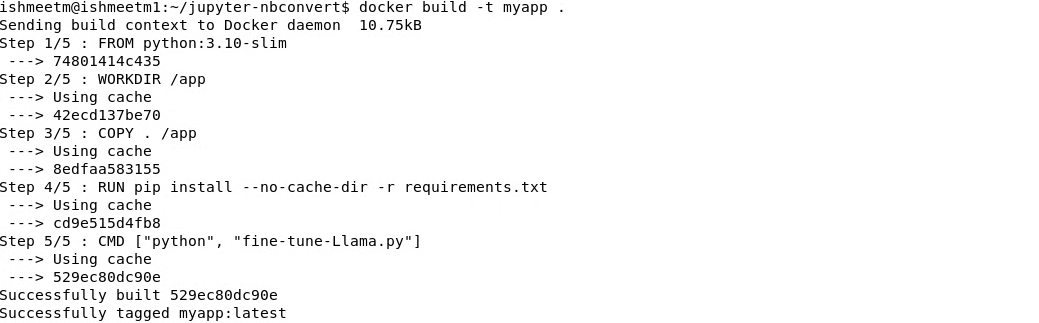 ishmeetm@ishmeetm1:~/jupyter-nbconvert$ docker build -t myapp .
Sending build context to Docker daemon  10.75kB
Step 1/5 : FROM python:3.10-slim
 ---> 74801414c435
Step 2/5 : WORKDIR /app
 ---> Using cache
 ---> 42ecd137be70
Step 3/5 : COPY . /app
 ---> Using cache
 ---> 8edfaa583155
Step 4/5 : RUN pip install --no-cache-dir -r requirements.txt
 ---> Using cache
 ---> cd9e515d4fb8
Step 5/5 : CMD ["python", "fine-tune-Llama.py"]
 ---> Using cache
 ---> 529ec80dc90e
Successfully built 529ec80dc90e
Successfully tagged myapp:latest